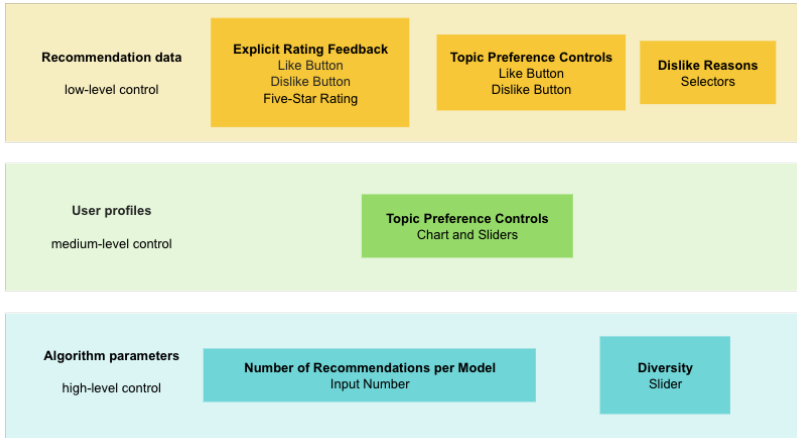 Recommendation data
low-level control
Explicit Rating Feedback
Like Button
Dislike Button
Five-Star Rating
Topic Preference Controls
Like Button
Dislike Button
Dislike Reasons
Selectors
User profiles
medium-level control
Topic Preference Controls
Chart and Sliders
Algorithm parameters
high-level control
Number of Recommendations per Model
Input Number
Diversity
Slider